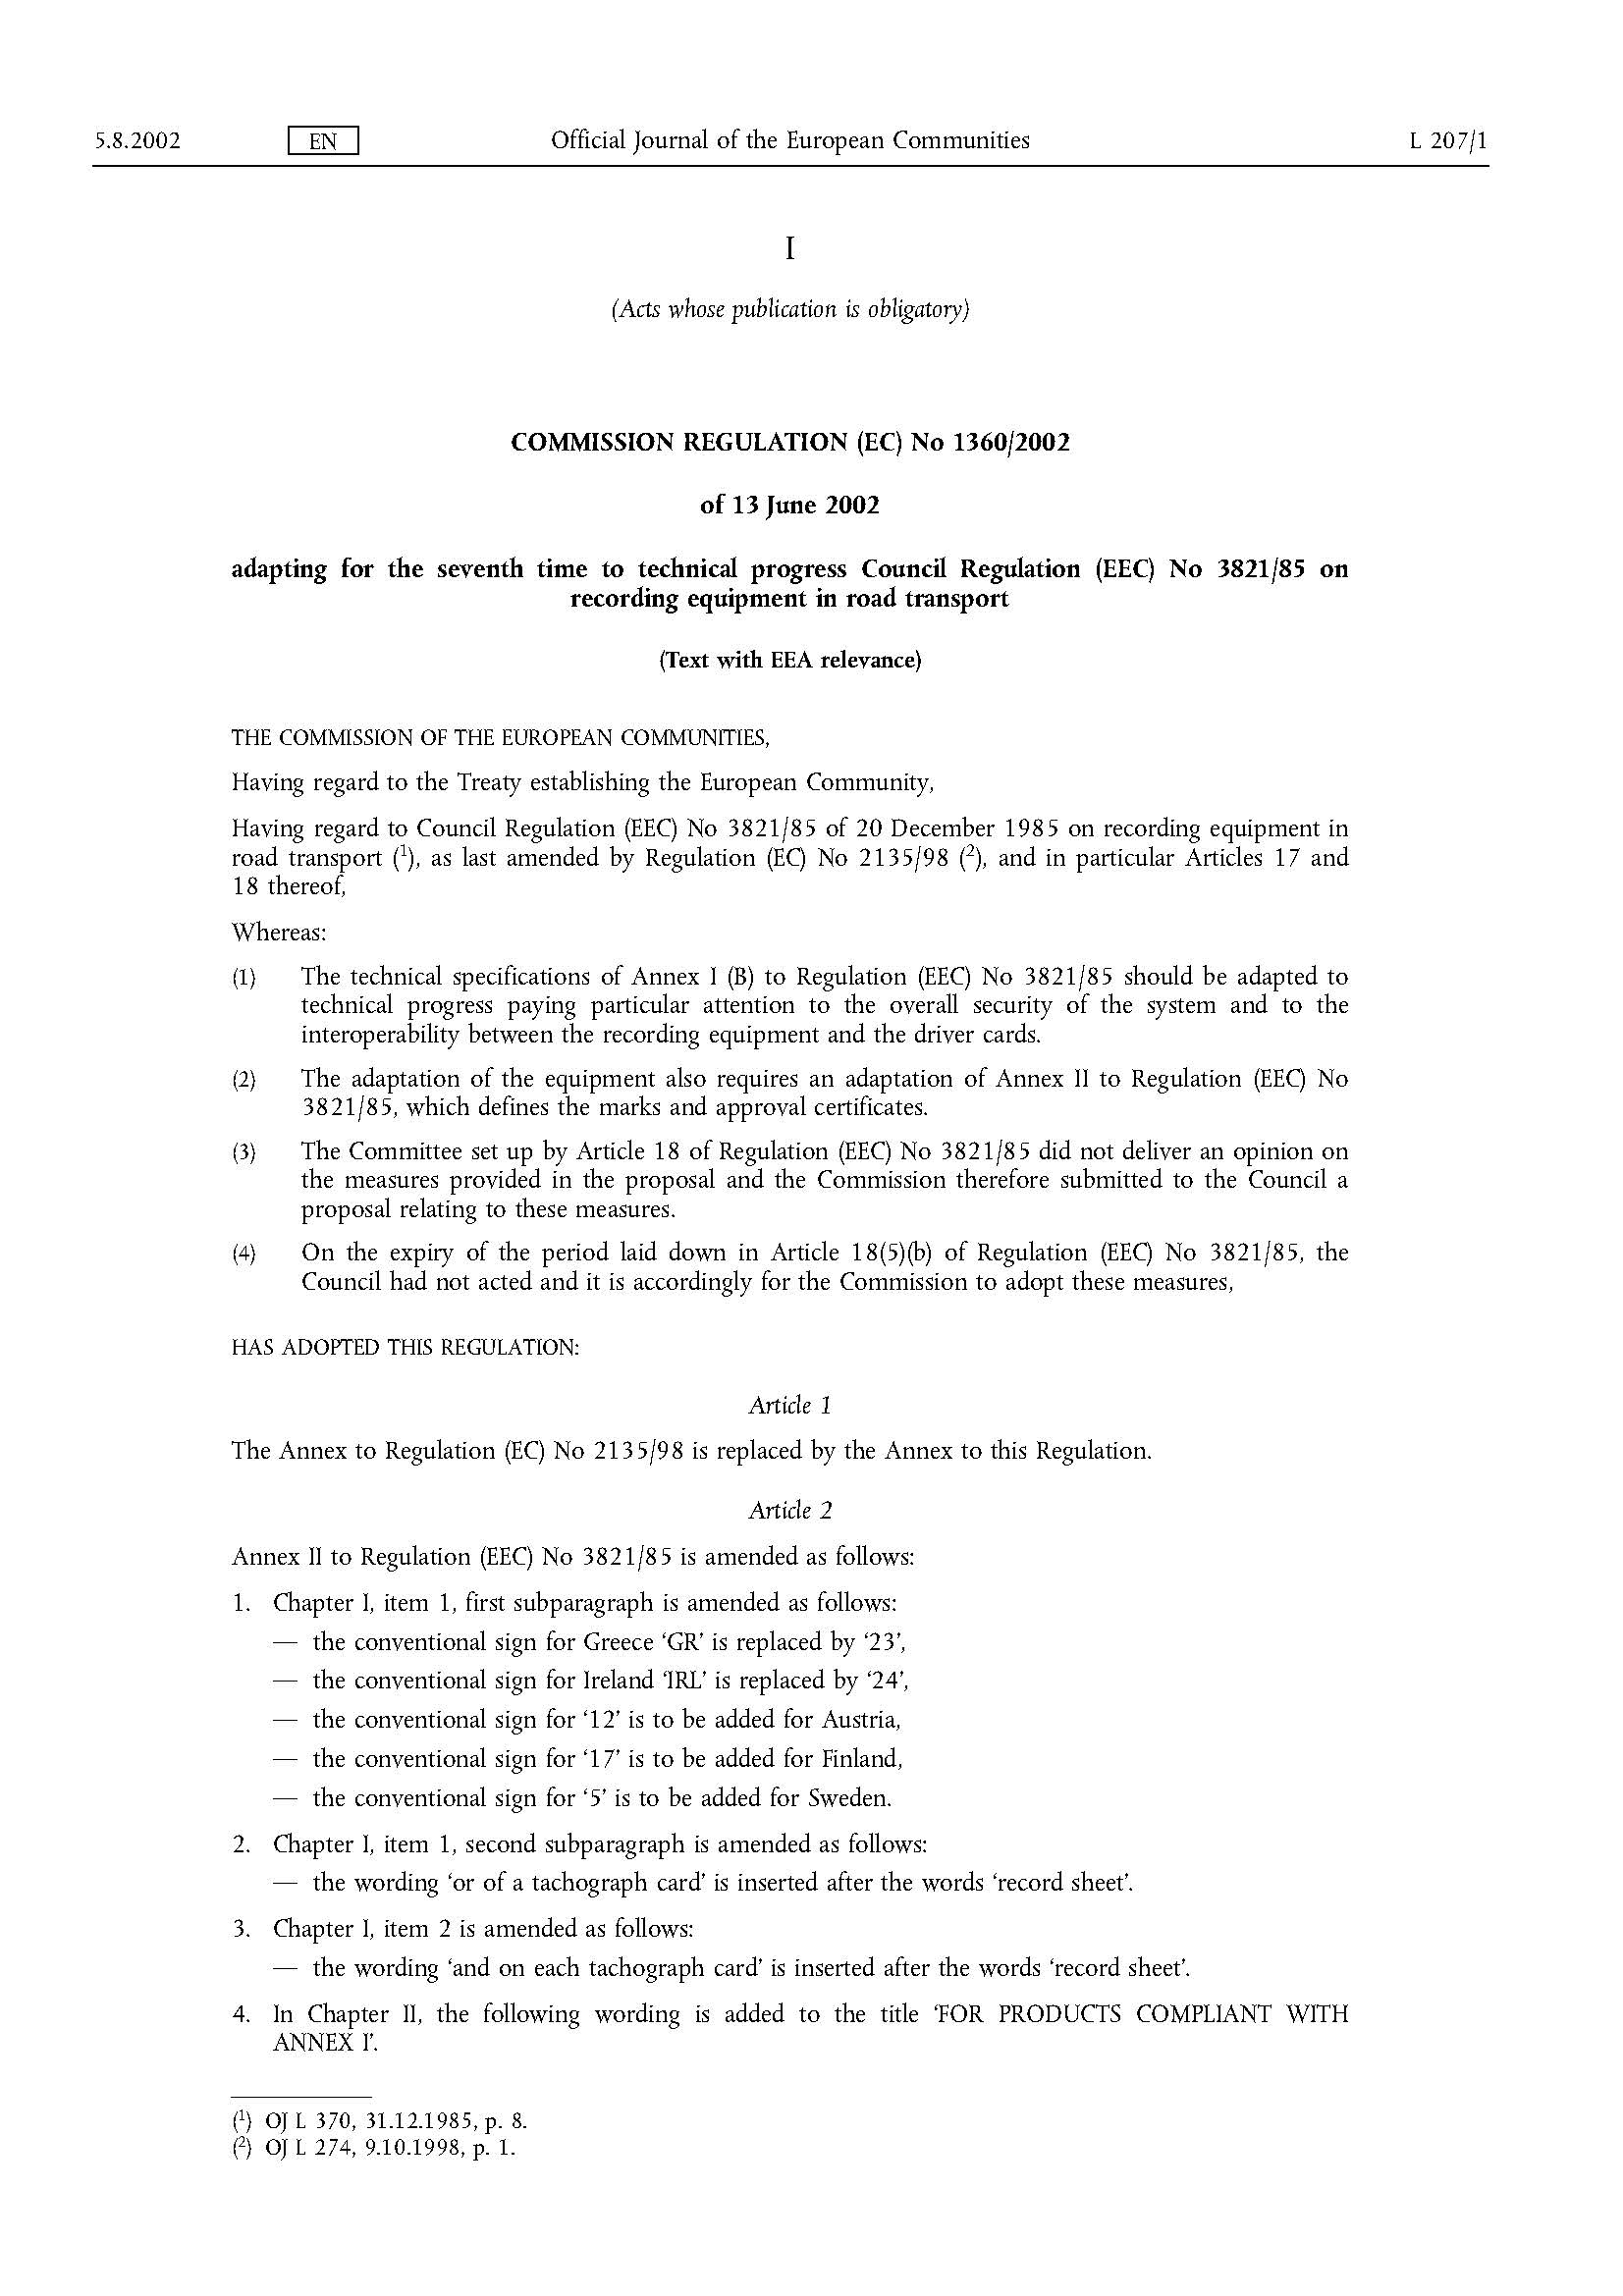 5.8.2002 EN Official Journal of the European Communities L 207/1
I
(Acts whose publication is obligatory)
COMMISSION REGULATION (EC) No 1360/2002
of 13 June 2002
adapting for the seventh time to technical progress Council Regulation (EEC) No 3821/85 on
recording equipment in road transport
(Text with EEA relevance)
THE COMMISSION OF THE EUROPEAN COMMUNITIES,
Having regard to the Treaty establishing the European Community,
Having regard to Council Regulation (EEC) No 3821/85 of 20 December 1985 on recording equipment in
road transport (1), as last amended by Regulation (EC) No 2135/98 (2), and in particular Articles 17 and
18 thereof,
Whereas:
(1) The technical specifications of Annex I (B) to Regulation (EEC) No 3821/85 should be adapted to
technical progress paying particular attention to the overall security of the system and to the
interoperability between the recording equipment and the driver cards.
(2) The adaptation of the equipment also requires an adaptation of Annex II to Regulation (EEC) No
3821/85, which defines the marks and approval certificates.
(3) The Committee set up by Article 18 of Regulation (EEC) No 3821/85 did not deliver an opinion on
the measures provided in the proposal and the Commission therefore submitted to the Council a
proposal relating to these measures.
(4) On the expiry of the period laid down in Article 18(5)(b) of Regulation (EEC) No 3821/85, the
Council had not acted and it is accordingly for the Commission to adopt these measures,
HAS ADOPTED THIS REGULATION:
Article 1
The Annex to Regulation (EC) No 2135/98 is replaced by the Annex to this Regulation.
Article 2
Annex II to Regulation (EEC) No 3821/85 is amended as follows:
1. Chapter I, item 1, first subparagraph is amended as follows:
— the conventional sign for Greece ‘GR’ is replaced by ‘23’,
— the conventional sign for Ireland ‘IRL’ is replaced by ‘24’,
— the conventional sign for ‘12’ is to be added for Austria,
— the conventional sign for ‘17’ is to be added for Finland,
— the conventional sign for ‘5’ is to be added for Sweden.
2. Chapter I, item 1, second subparagraph is amended as follows:
— the wording ‘or of a tachograph card’ is inserted after the words ‘record sheet’.
3. Chapter I, item 2 is amended as follows:
— the wording ‘and on each tachograph card’ is inserted after the words ‘record sheet’.
4. In Chapter II, the following wording is added to the title ‘FOR PRODUCTS COMPLIANT WITH
ANNEX I’.
(1) OJ L 370, 31.12.1985, p. 8.
(2) OJ L 274, 9.10.1998, p. 1.